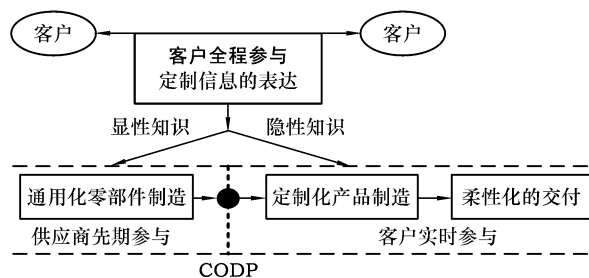 客户
客户
客户全程参与
定制信息的表达
显性知识
隐性知识
通用化零部件制造
定制化产品制造
柔性化的交付
供应商先期参与
客户实时参与
CODP